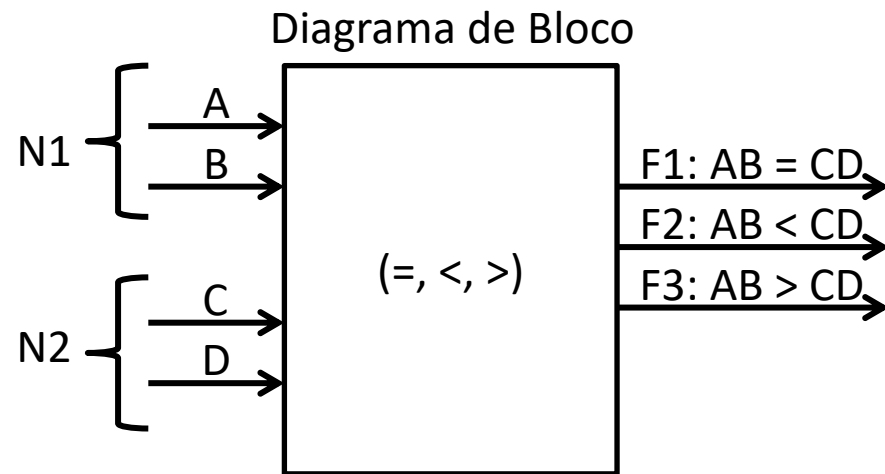 Diagrama de Bloco
N1
A
B
N2
C
D
(=, <, >)
F1: AB = CD
F2: AB < CD
F3: AB > CD